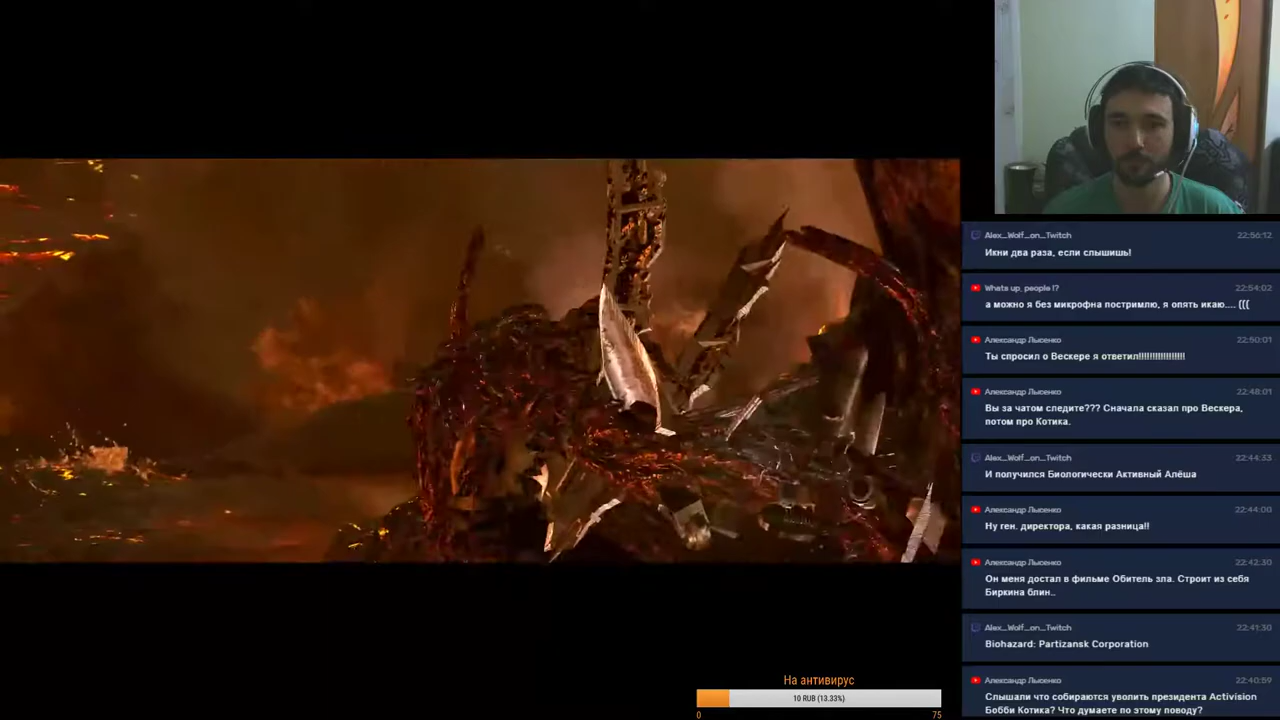 Alex_Wolf_on_Twitch 22:56:12
Икни два раза, если слышишь!
Whats up, people !? 22:54:02
а можно я без микрофна постримлю, я опять икаю.... (((
Александр Лысенко 22:50:01
Ты спросил о Вескере я ответил!!!!!!!!!!!!!!!!!
Александр Лысенко 22:48:01
Вы за чатом следите??? Сначала сказал про Вескера,
потом про Котика.
Alex_Wolf_on_Twitch 22:44:33
И получился Биологически Активный Алёша
Александр Лысенко 22:44:00
Ну ген. директора, какая разница!!
Александр Лысенко 22:42:30
Он меня достал в фильме Обитель зла. Строит из себя
Биркина блин..
Alex_Wolf_on_Twitch 22:41:30
Biohazard: Partizansk Corporation
Александр Лысенко 22:40:59
Слышали что собираются уволить президента Activision
Бобби Котика? Что думаете по этому поводу?
На антивирус
10 RUB (13.33%)
0 75